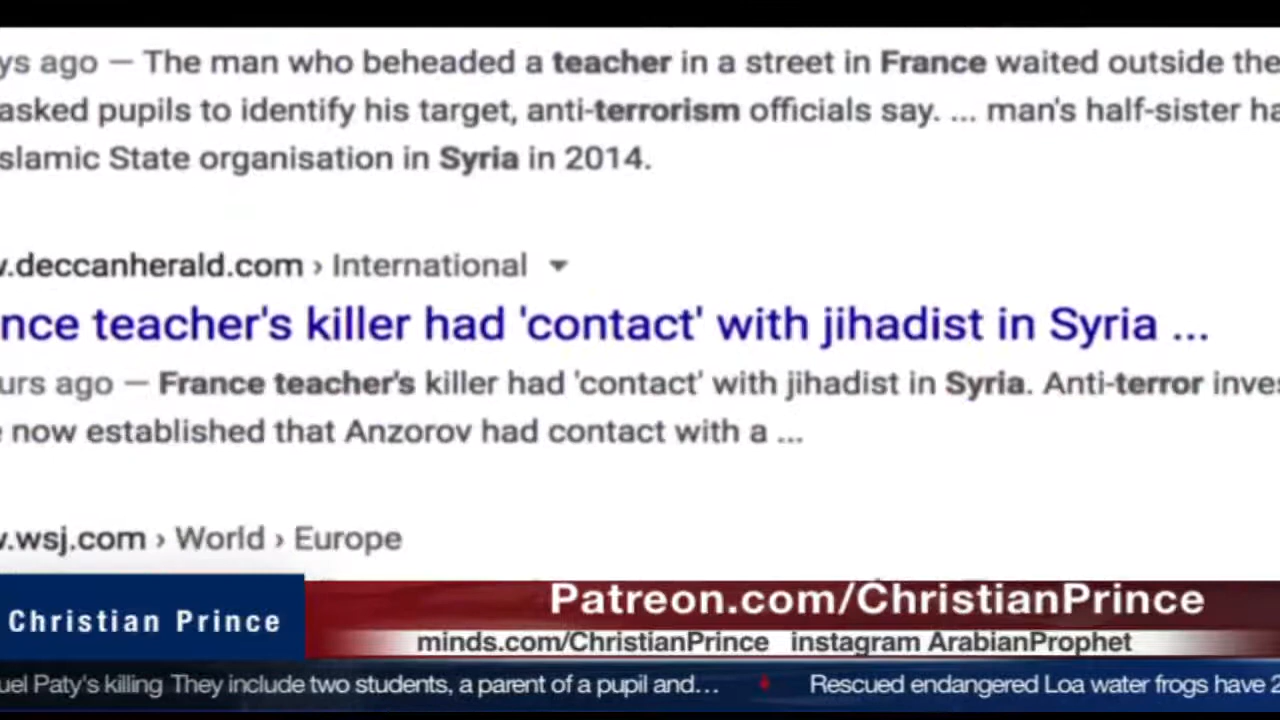 ys ago — The man who beheaded a teacher in a street in France waited outside the
asked pupils to identify his target, anti-terrorism officials say. ... man's half-sister ha
slamic State organisation in Syria in 2014.
w.deccanherald.com › International
nce teacher's killer had 'contact' with jihadist in Syria ...
urs ago — France teacher's killer had 'contact' with jihadist in Syria. Anti-terror inves
now established that Anzorov had contact with a ...
w.wsj.com › World › Europe
Christian Prince
Patreon.com/ChristianPrince
minds.com/ChristianPrince instagram ArabianProphet
uel Paty's killing They include two students, a parent of a pupil and... Rescued endangered Loa water frogs have 2